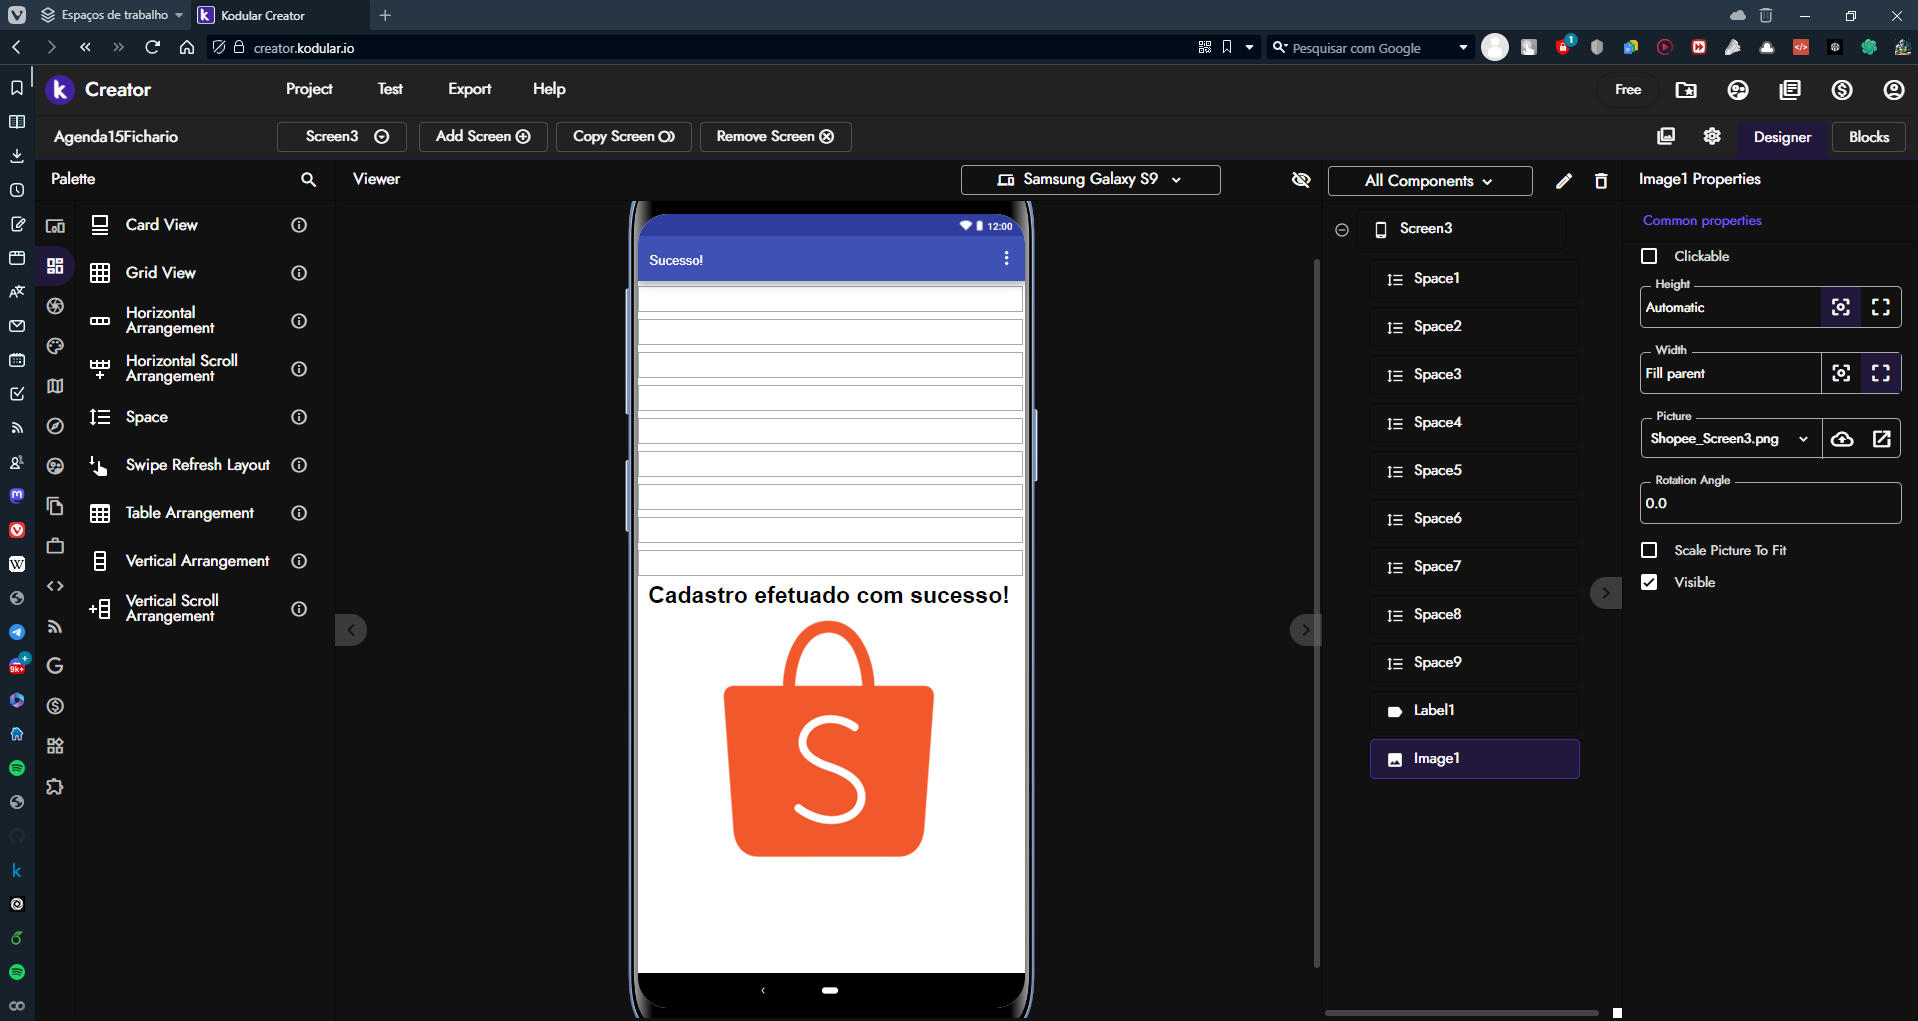 Espaços de trabalho
Kodular Creator
creator.kodular.io
Pesquisar com Google
1
Creator
Project
Test
Export
Help
Free
Agenda15Fichario
Screen3
Add Screen
Copy Screen
Remove Screen
Designer
Blocks
Palette
Viewer
Samsung Galaxy S9
All Components
Image1 Properties
Card View
Grid View
Horizontal
Arrangement
Horizontal Scroll
Arrangement
Space
Swipe Refresh Layout
Table Arrangement
Vertical Arrangement
Vertical Scroll
Arrangement
12:00
Sucesso!
Cadastro efetuado com sucesso!
S
Screen3
Space1
Space2
Space3
Space4
Space5
Space6
Space7
Space8
Space9
Label1
Image1
Common properties
Clickable
Height
Automatic
Width
Fill parent
Picture
Shopee_Screen3.png
Rotation Angle
0.0
Scale Picture To Fit
Visible
9k+